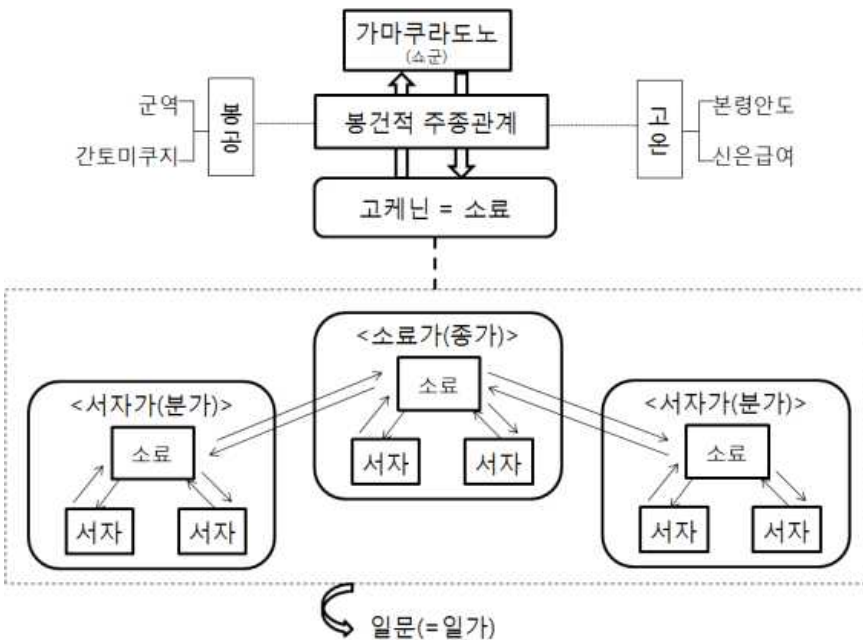 가마쿠라도노
(쇼군)
군역
간토미쿠지
봉공
봉건적 주종관계
고온
본령안도
신은급여
고케닌 = 소료
<소료가(종가)>
소료
서자
서자
<서자가(분가)>
소료
서자
서자
<서자가(분가)>
소료
서자
서자
일문(=일가)